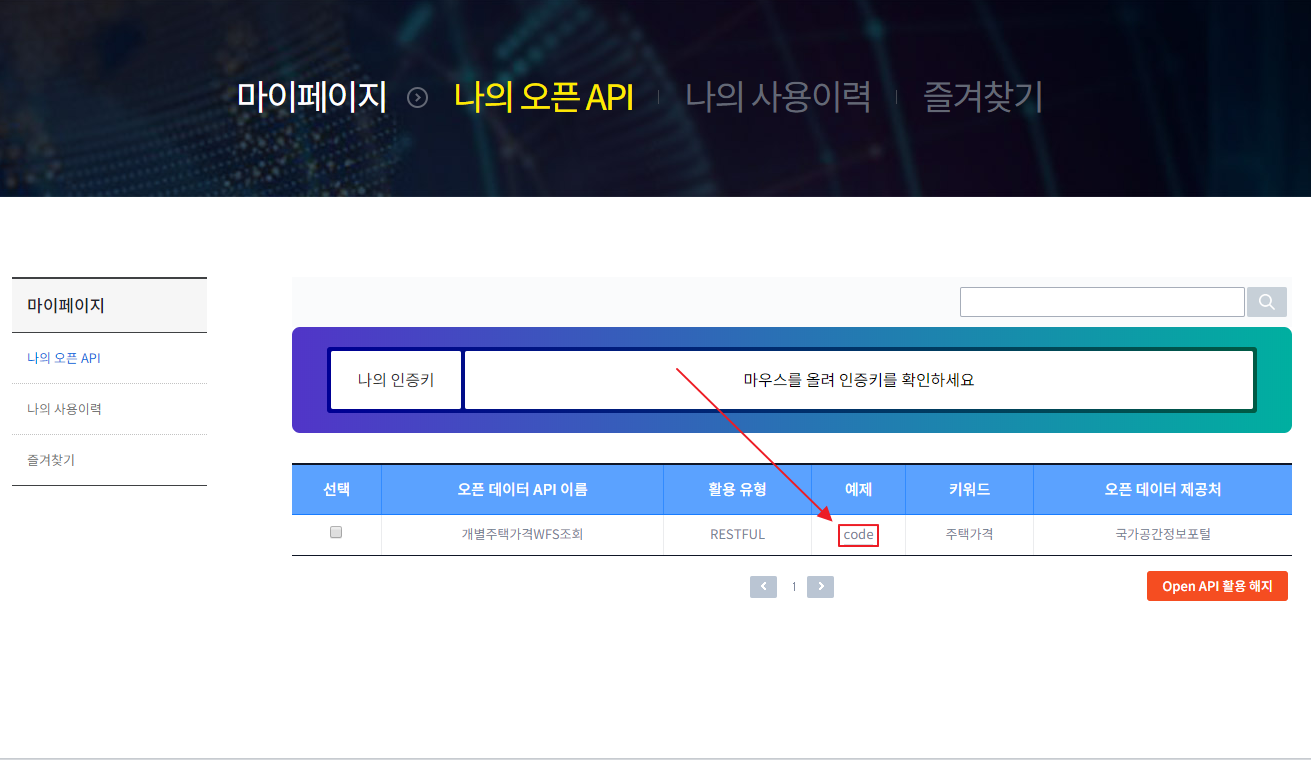 마이페이지 나의 오픈 API 나의 사용이력 즐겨찾기
마이페이지
나의 오픈 API
나의 사용이력
즐겨찾기
나의 인증키 마우스를 올려 인증키를 확인하세요
선택 오픈 데이터 API 이름 활용 유형 예제 키워드 오픈 데이터 제공처
개별주택가격WFS조회 RESTFUL code 주택가격 국가공간정보포털
1
Open API 활용 해지